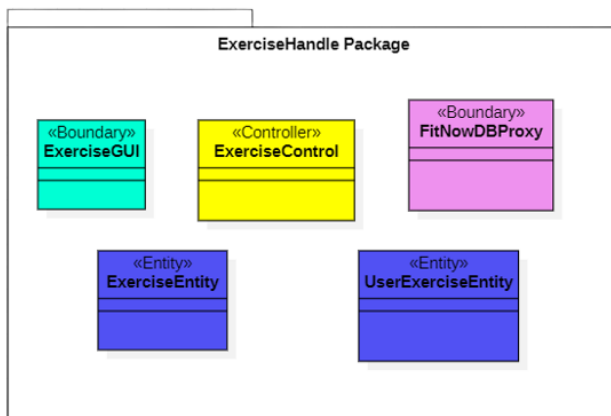 ExerciseHandle Package
«Boundary»
ExerciseGUI
«Controller»
ExerciseControl
«Boundary»
FitNowDBProxy
«Entity»
ExerciseEntity
«Entity»
UserExerciseEntity